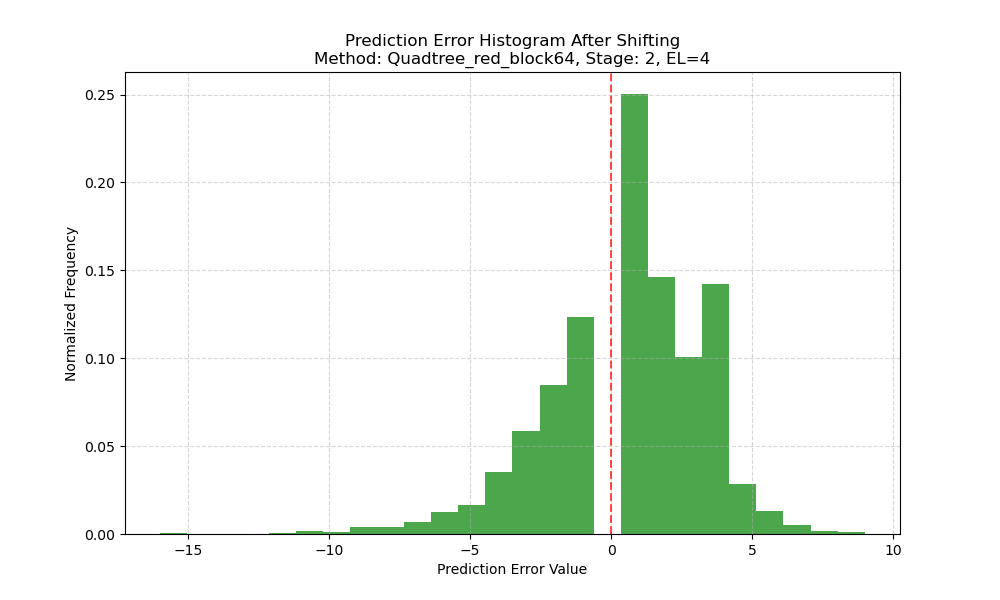 Prediction Error Histogram After Shifting
Method: Quadtree_red_block64, Stage: 2, EL=4
Normalized Frequency
0.25
0.20
0.15
0.10
0.05
0.00
−15 −10 −5 0 5 10
Prediction Error Value